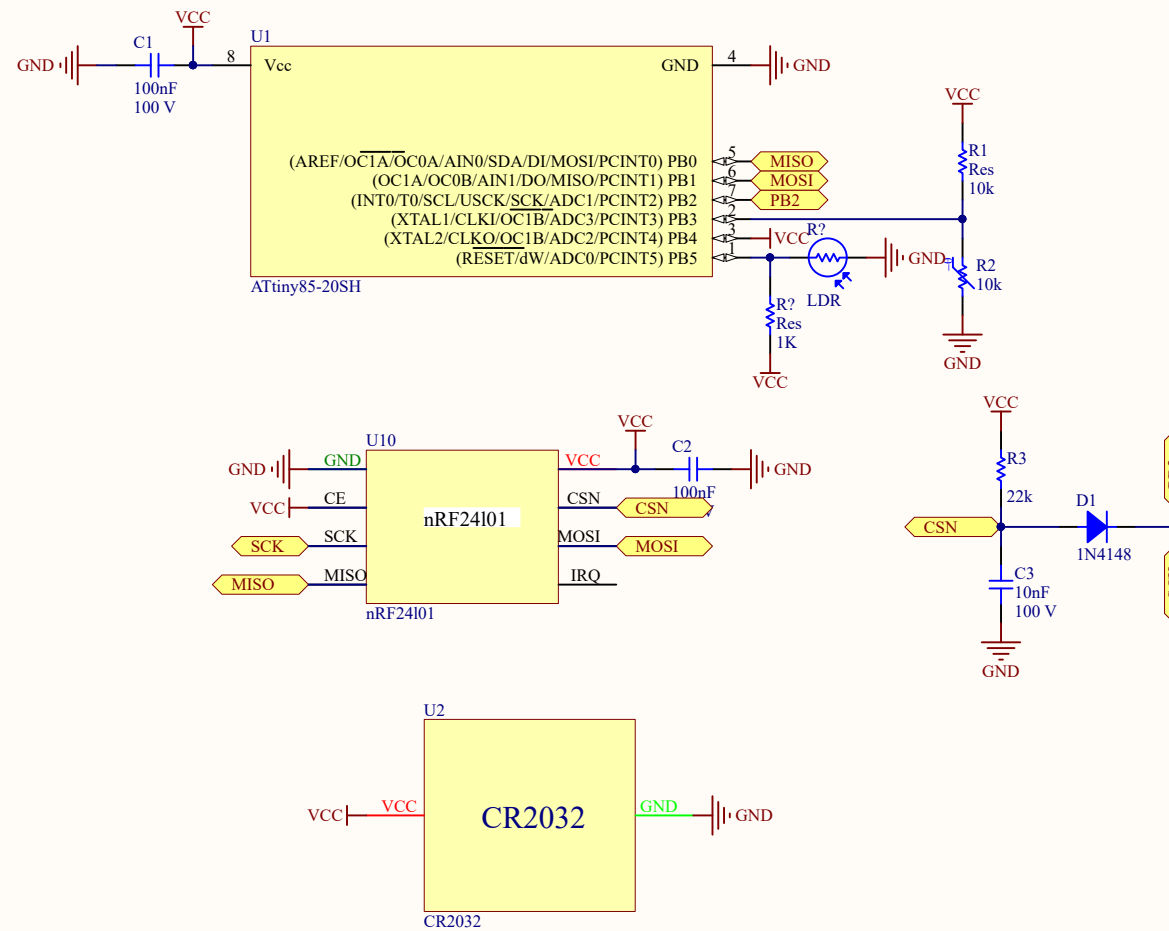 VCC
C1
U1
GND
8
Vcc
GND
4
GND
100nF
100 V
VCC
(AREF/OC1A/OC0A/AIN0/SDA/DI/MOSI/PCINT0) PB0
5
MISO
R1
Res
10k
(OC1A/OC0B/AIN1/DO/MISO/PCINT1) PB1
6
MOSI
(INT0/T0/SCL/USCK/SCK/ADC1/PCINT2) PB2
7
PB2
(XTAL1/CLKI/OC1B/ADC3/PCINT3) PB3
2
(XTAL2/CLKO/OC1B/ADC2/PCINT4) PB4
3
VCC
R?
(RESET/dW/ADC0/PCINT5) PB5
1
GND
R2
10k
ATtiny85-20SH
LDR
R?
Res
1K
VCC
GND
VCC
U10
VCC
C2
GND
GND
VCC
GND
100nF
R3
22k
VCC
CE
nRF24l01
CSN
CSN
D1
1N4148
CSN
SCK
SCK
MOSI
MOSI
MISO
MISO
IRQ
C3
10nF
100 V
nRF24l01
GND
U2
VCC
VCC
CR2032
GND
GND
CR2032